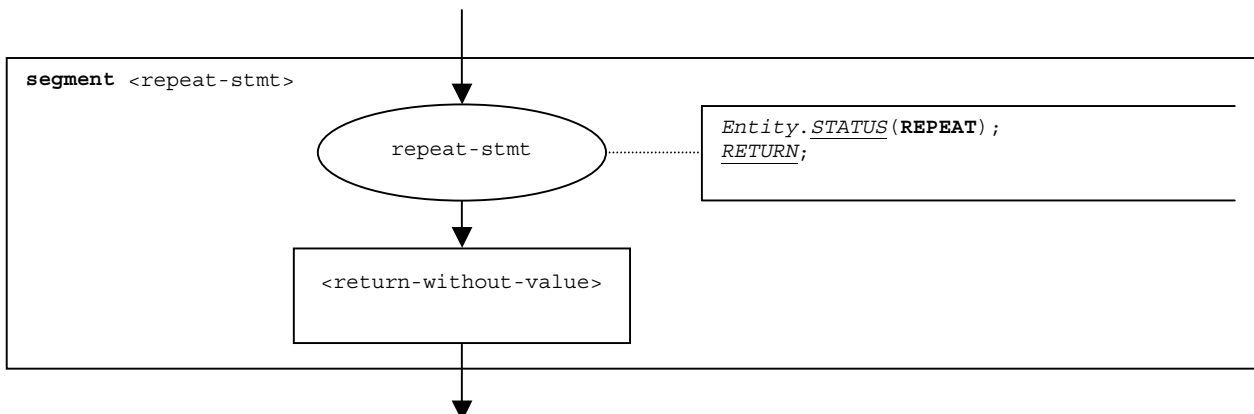 segment <repeat-stmt>
repeat-stmt
Entity.STATUS(REPEAT);
RETURN;
<return-without-value>